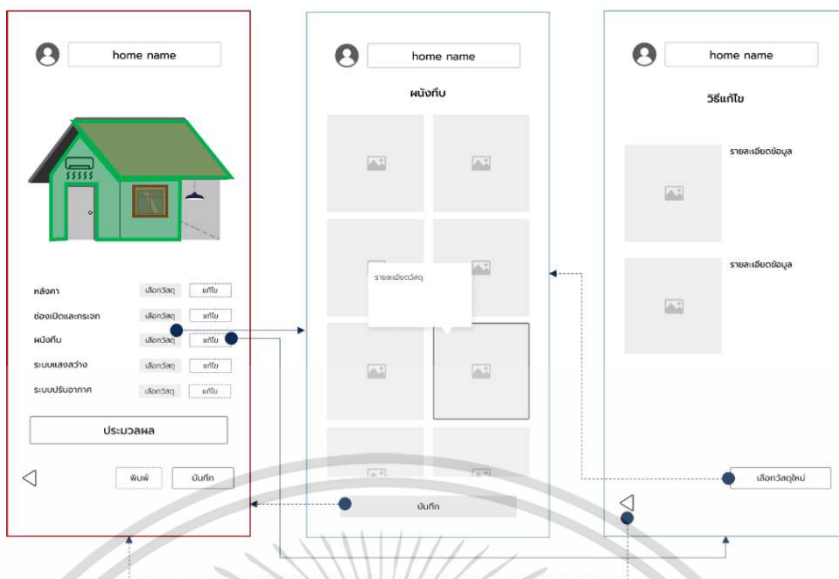 home name
หลังคา เลือกวัสดุ แก้ไข
ช่องเปิดและกระจก เลือกวัสดุ แก้ไข
ผนังทึบ เลือกวัสดุ แก้ไข
ระบบแสงสว่าง เลือกวัสดุ แก้ไข
ระบบปรับอากาศ เลือกวัสดุ แก้ไข
ประมวลผล
พิมพ์ บันทึก
home name
ผนังทึบ
รายละเอียดวัสดุ
บันทึก
home name
วิธีแก้ไข
รายละเอียดข้อมูล
รายละเอียดข้อมูล
เลือกวัสดุใหม่